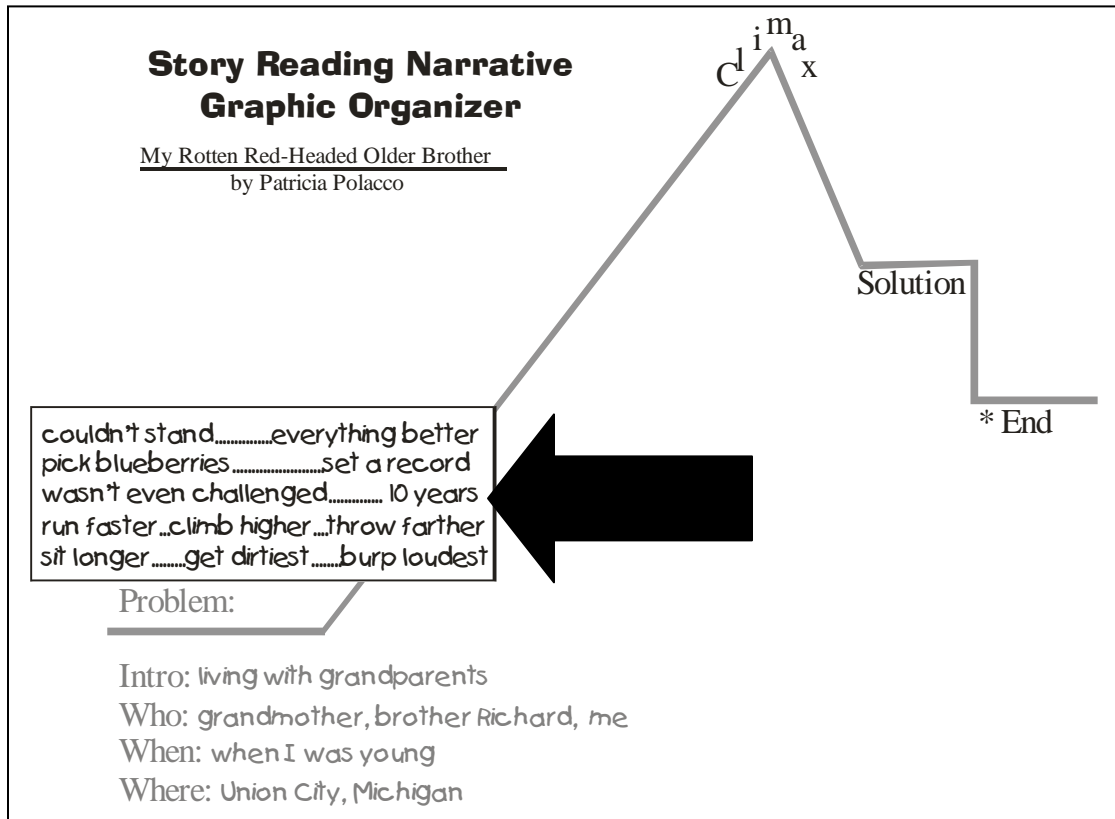 Story Reading Narrative
Graphic Organizer
My Rotten Red-Headed Older Brother
by Patricia Polacco
Climax
Solution
* End
couldn't stand...............everything better
pick blueberries........................set a record
wasn't even challenged.............. 10 years
run faster...climb higher....throw farther
sit longer.........get dirtiest.......burp loudest
Problem:
Intro: living with grandparents
Who: grandmother, brother Richard, me
When: when I was young
Where: Union City, Michigan